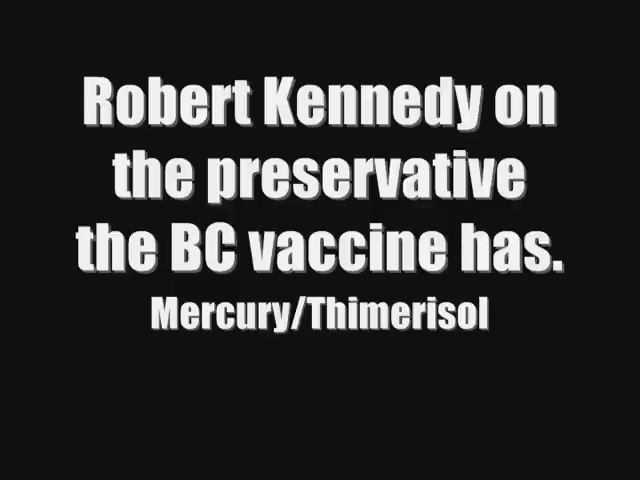 Robert Kennedy on
the preservative
the BC vaccine has.
Mercury/Thimerisol